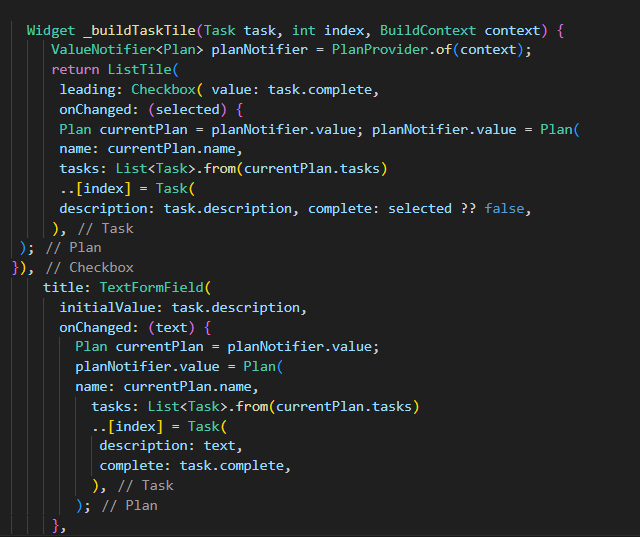 Widget _buildTaskTile(Task task, int index, BuildContext context) {
ValueNotifier<Plan> planNotifier = PlanProvider.of(context);
return ListTile(
leading: Checkbox( value: task.complete,
onChanged: (selected) {
Plan currentPlan = planNotifier.value; planNotifier.value = Plan(
name: currentPlan.name,
tasks: List<Task>.from(currentPlan.tasks)
..[index] = Task(
description: task.description, complete: selected ?? false,
), // Task
); // Plan
}), // Checkbox
title: TextFormField(
initialValue: task.description,
onChanged: (text) {
Plan currentPlan = planNotifier.value;
planNotifier.value = Plan(
name: currentPlan.name,
tasks: List<Task>.from(currentPlan.tasks)
..[index] = Task(
description: text,
complete: task.complete,
), // Task
); // Plan
},